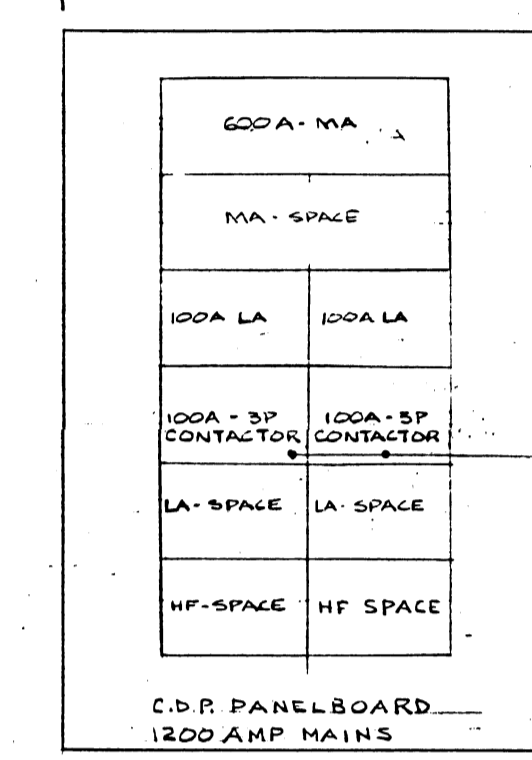 600A-MA
MA-SPACE
100A LA
100A LA
100A-3P
CONTACTOR
100A-3P
CONTACTOR
LA-SPACE
LA-SPACE
HF-SPACE
HF SPACE
C.D.P. PANELBOARD
1200 AMP MAINS